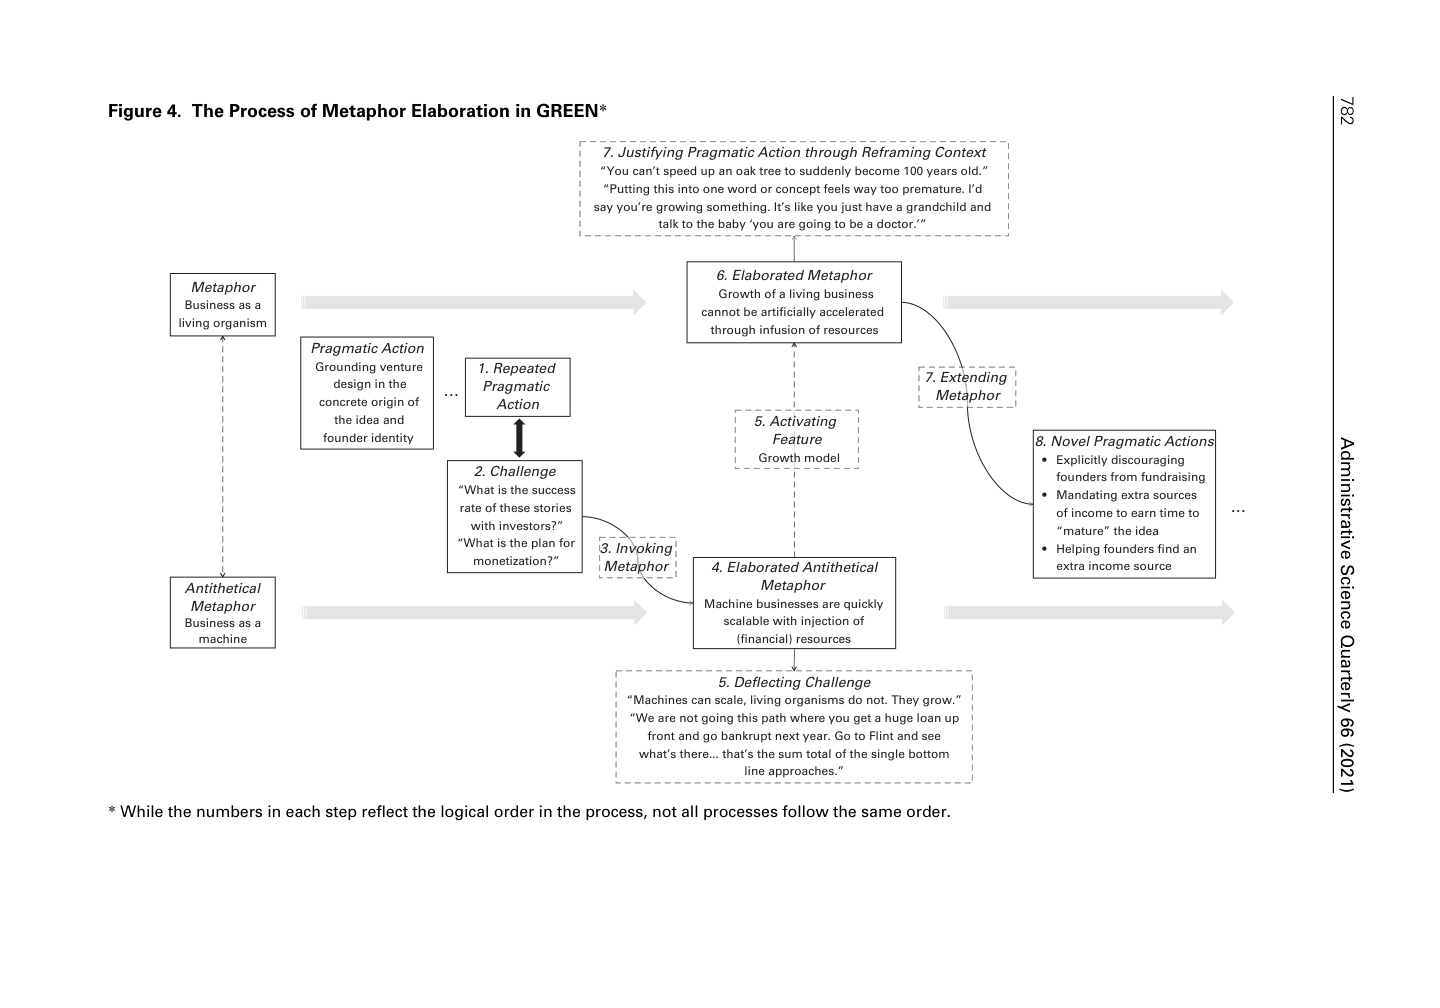 Figure 4. The Process of Metaphor Elaboration in GREEN*
7. Justifying Pragmatic Action through Reframing Context
“You can’t speed up an oak tree to suddenly become 100 years old.”
“Putting this into one word or concept feels way too premature. I’d
say you’re growing something. It’s like you just have a grandchild and
talk to the baby ‘you are going to be a doctor.’”
Metaphor
Business as a
living organism
6. Elaborated Metaphor
Growth of a living business
cannot be artificially accelerated
through infusion of resources
Pragmatic Action
Grounding venture
design in the
concrete origin of
the idea and
founder identity
...
1. Repeated
Pragmatic
Action
7. Extending
Metaphor
5. Activating
Feature
Growth model
2. Challenge
“What is the success
rate of these stories
with investors?”
“What is the plan for
monetization?”
8. Novel Pragmatic Actions
• Explicitly discouraging
founders from fundraising
• Mandating extra sources
of income to earn time to
“mature” the idea
• Helping founders find an
extra income source
...
3. Invoking
Metaphor
Antithetical
Metaphor
Business as a
machine
4. Elaborated Antithetical
Metaphor
Machine businesses are quickly
scalable with injection of
(financial) resources
5. Deflecting Challenge
“Machines can scale, living organisms do not. They grow.”
“We are not going this path where you get a huge loan up
front and go bankrupt next year. Go to Flint and see
what’s there... that’s the sum total of the single bottom
line approaches.”
* While the numbers in each step reflect the logical order in the process, not all processes follow the same order.
782
Administrative Science Quarterly 66 (2021)